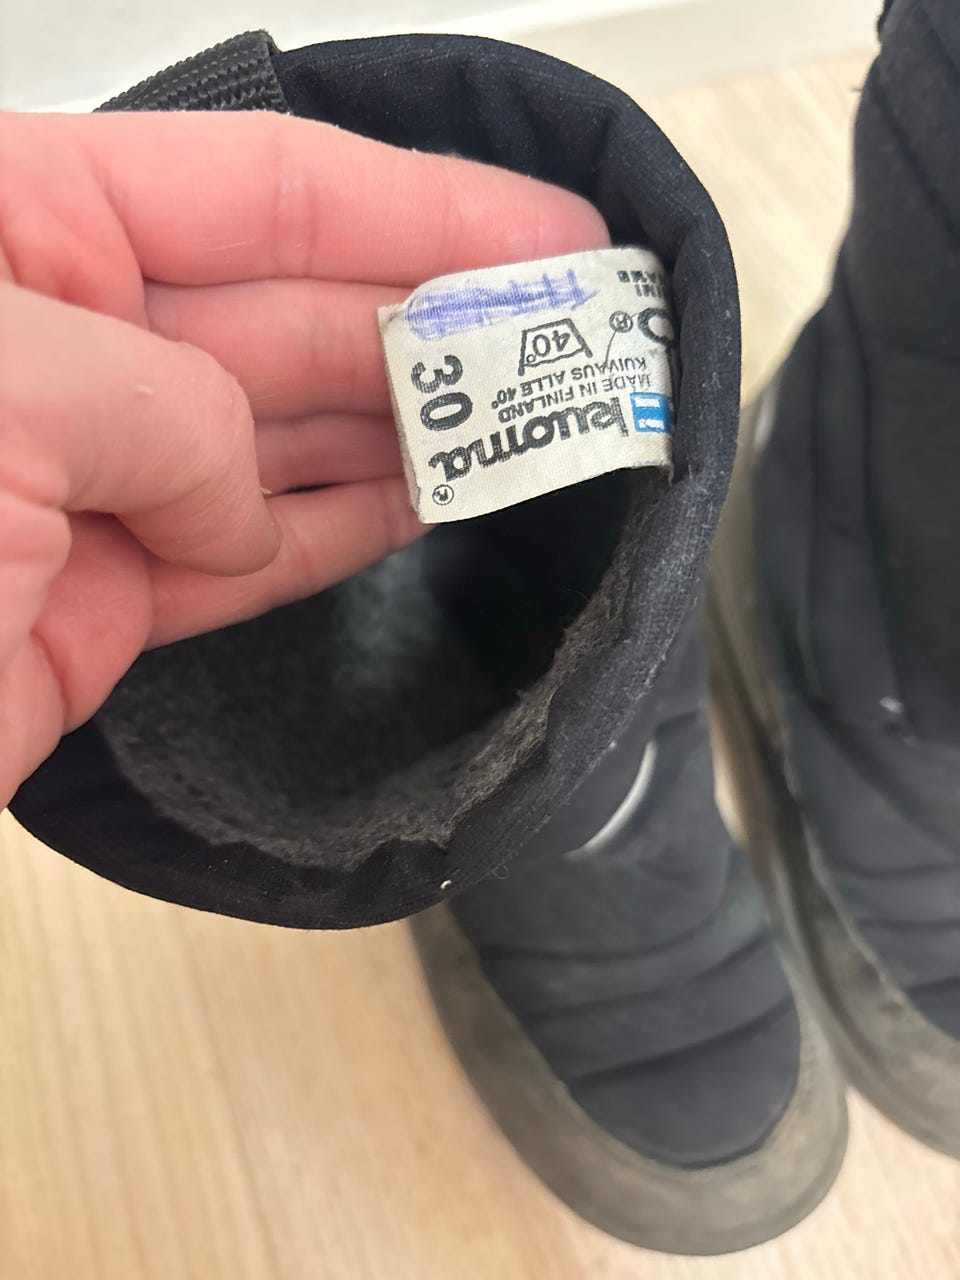 kuoma®
MADE IN FINLAND
KUIVAUS ALLE 40°
40°
30